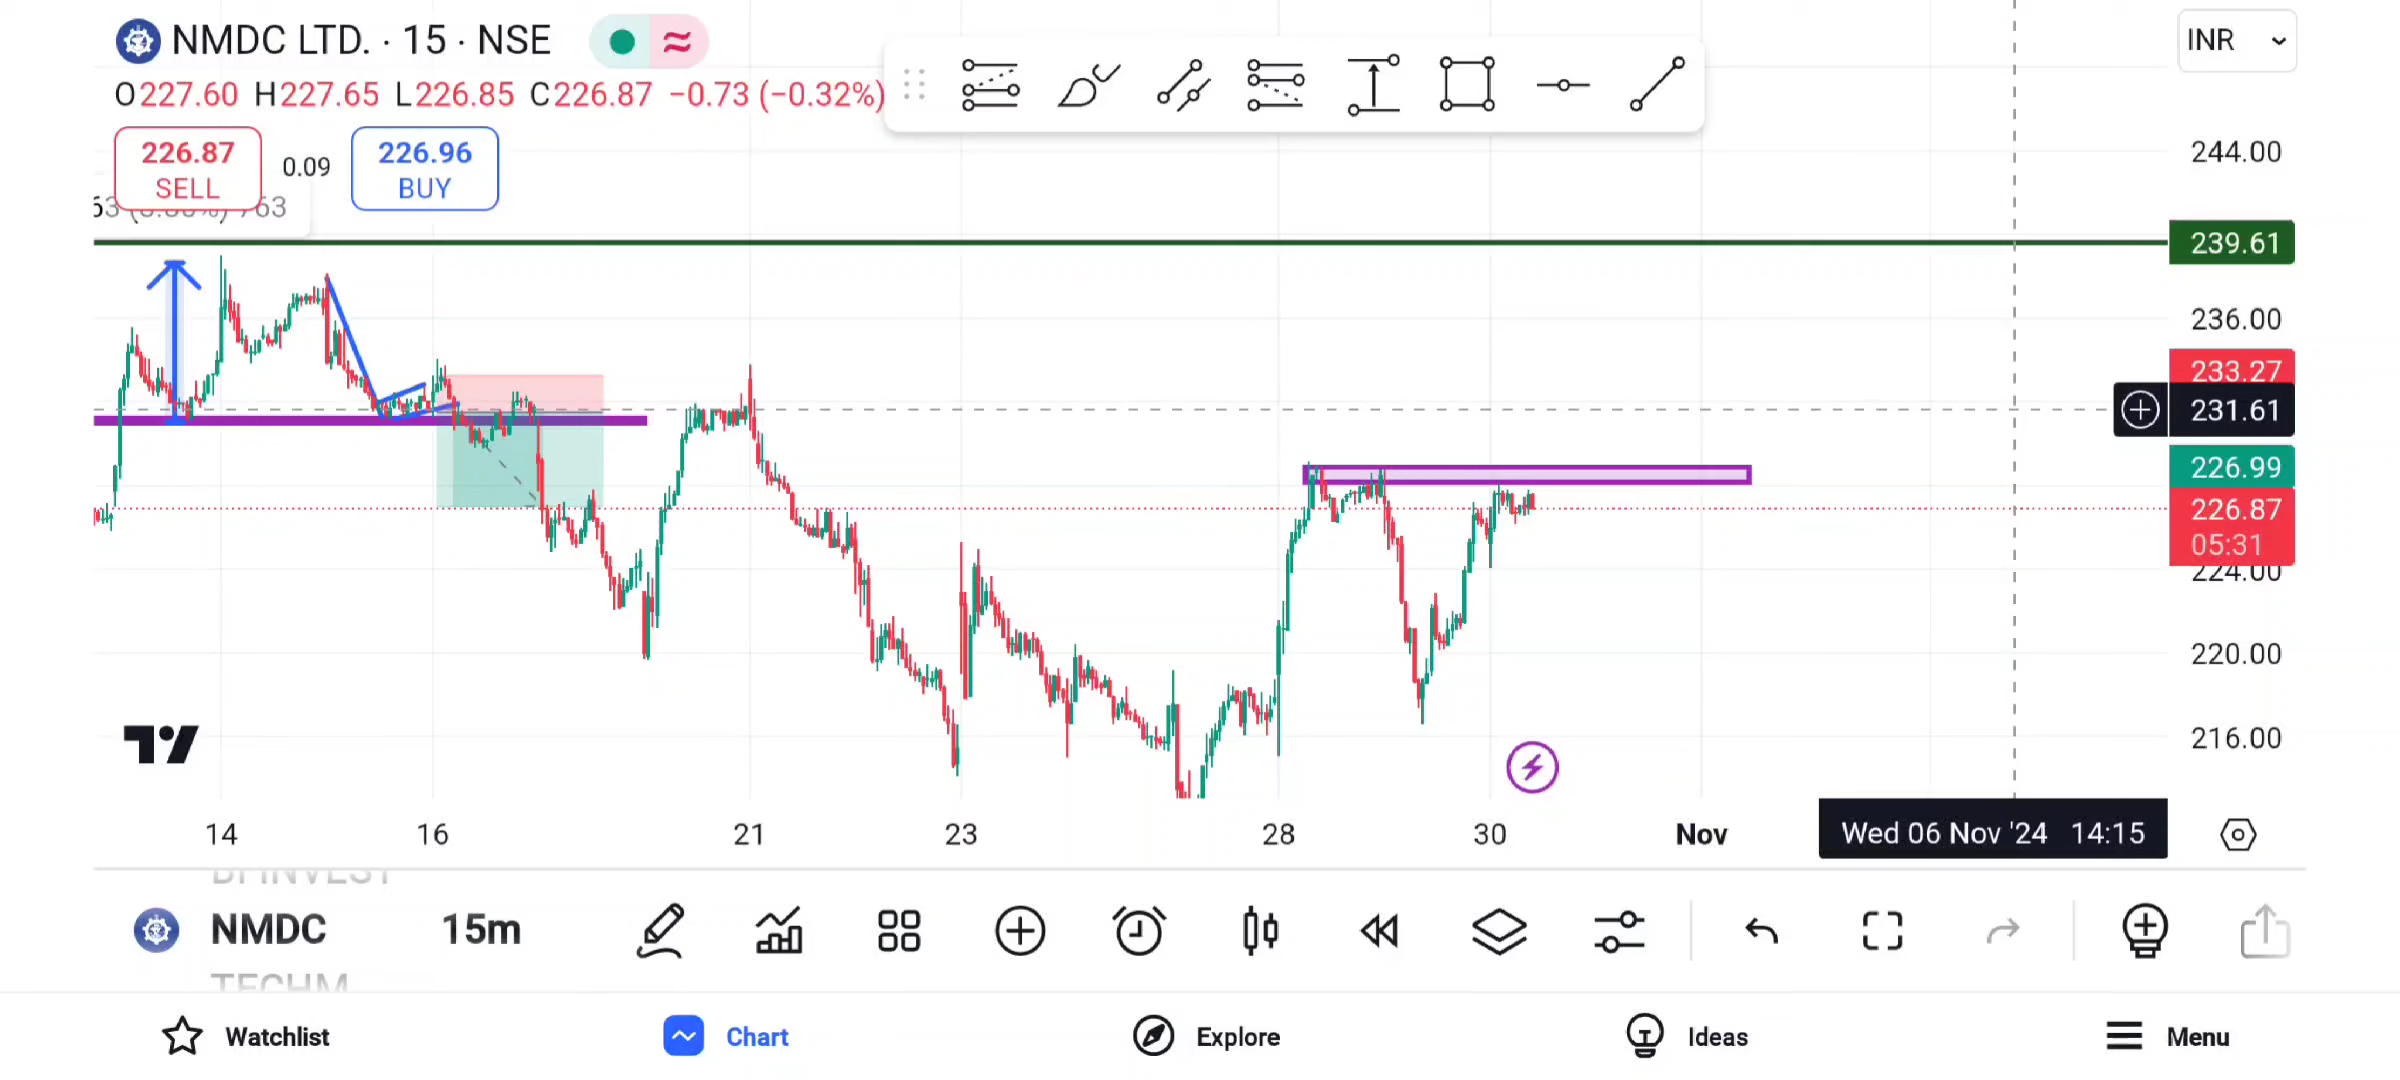 NMDC LTD. · 15 · NSE
INR
O227.60 H227.65 L226.85 C226.87 −0.73 (−0.32%)
226.87
SELL
0.09
226.96
BUY
244.00
239.61
236.00
233.27
231.61
226.99
226.87
05:31
224.00
220.00
216.00
14 16 21 23 28 30 Nov
Wed 06 Nov '24 14:15
NMDC
15m
TECHM
Watchlist
Chart
Explore
Ideas
Menu